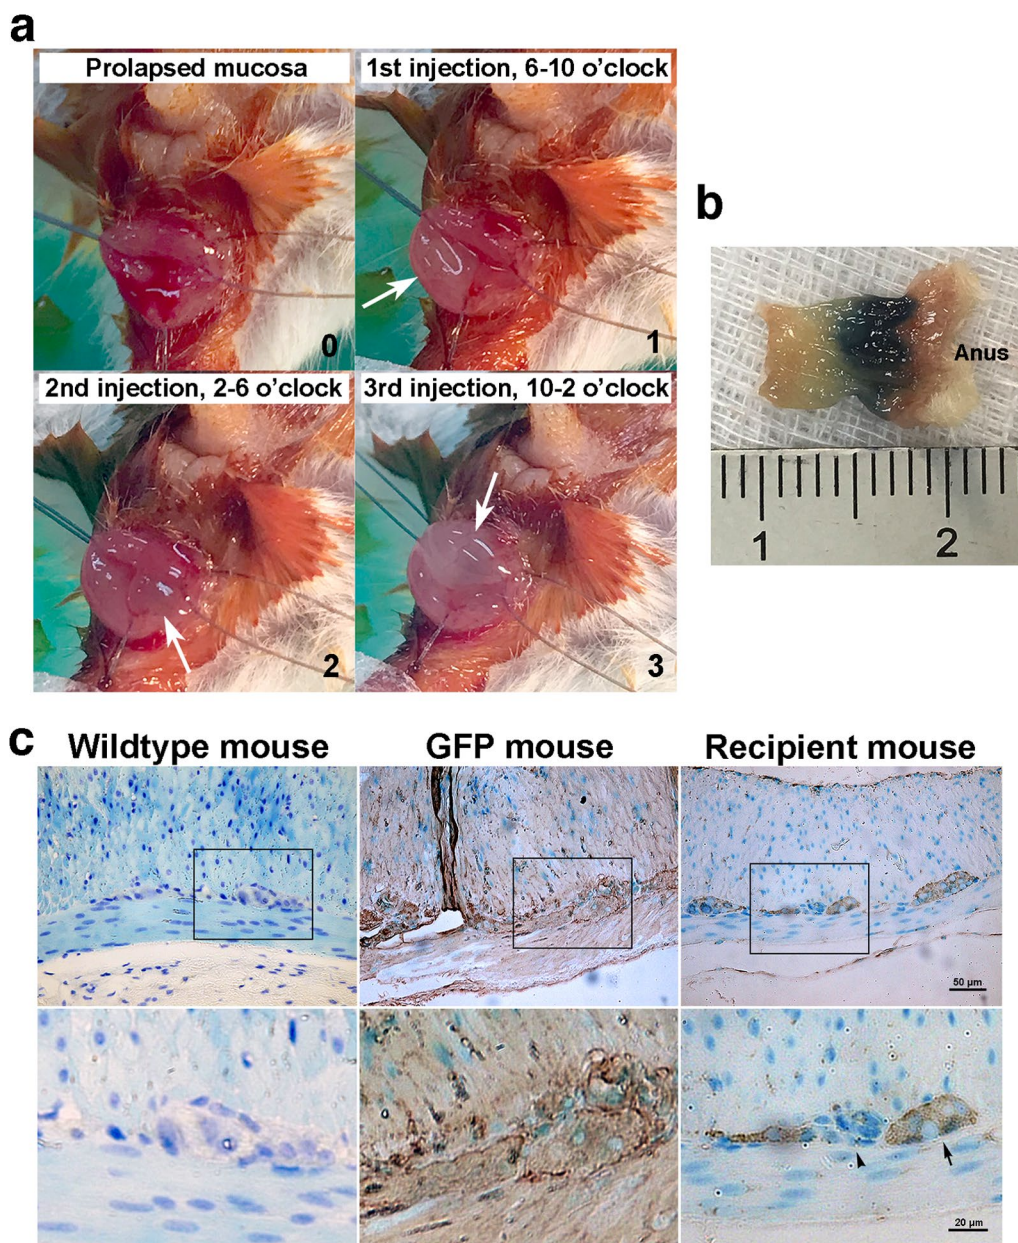 a
Prolapsed mucosa
0
1st injection, 6-10 o'clock
1
2nd injection, 2-6 o'clock
2
3rd injection, 10-2 o'clock
3
b
Anus
1 2
c
Wildtype mouse
GFP mouse
Recipient mouse
50 µm
20 µm